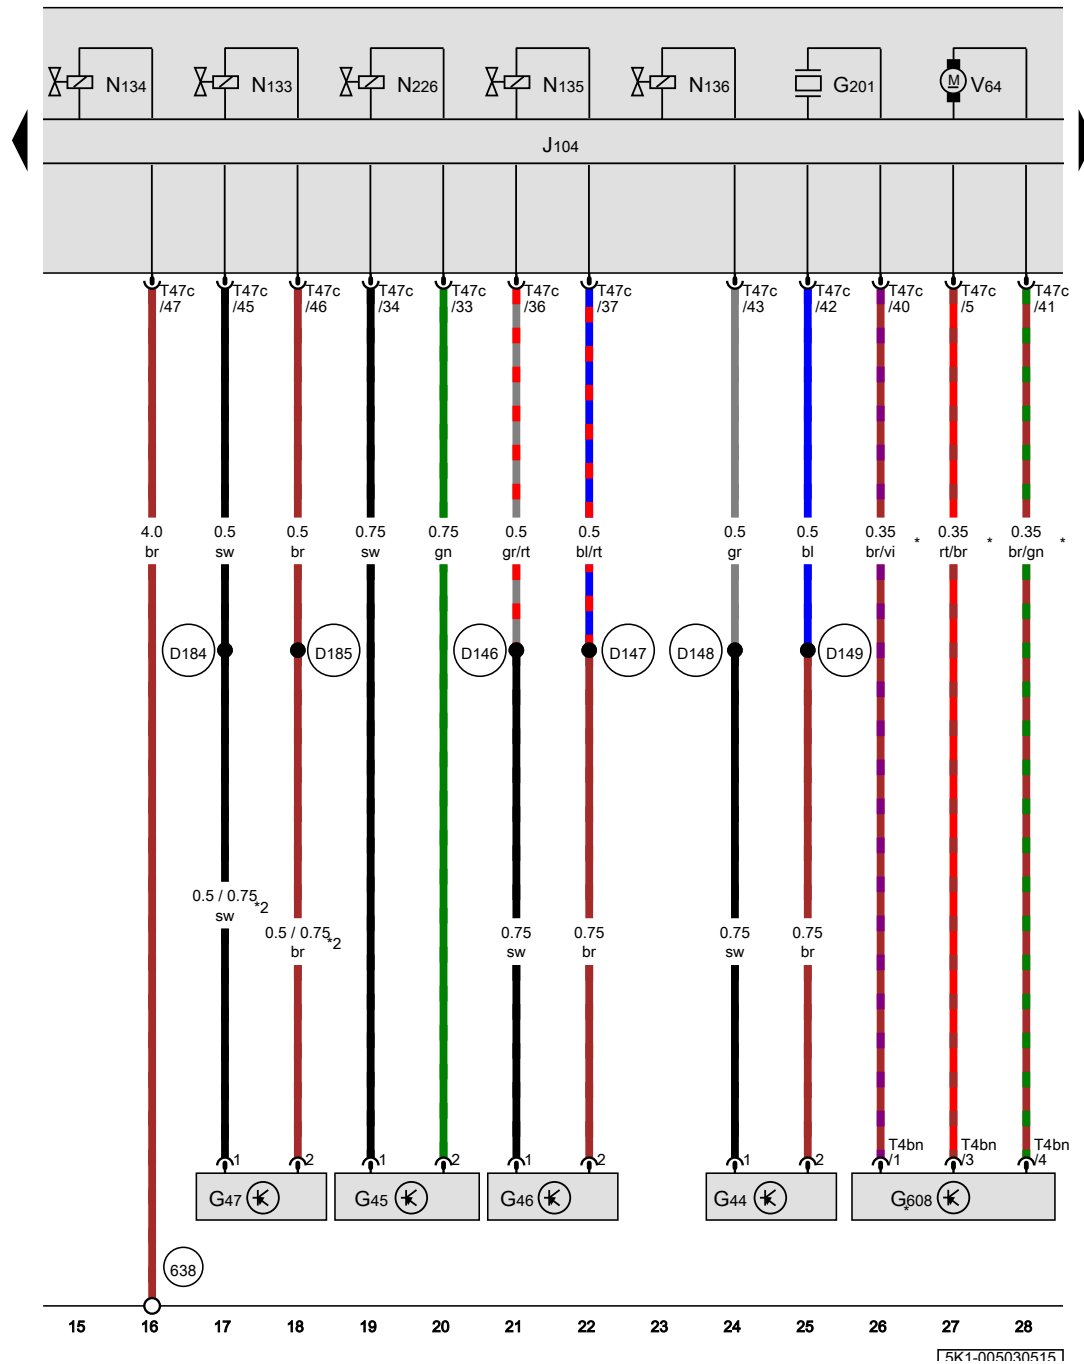 N134 N133 N226 N135 N136 G201 M V64
J104
T47c T47c T47c T47c T47c T47c T47c T47c T47c T47c T47c T47c
/47 /45 /46 /34 /33 /36 /37 /43 /42 /40 /5 /41
4.0 0.5 0.5 0.75 0.75 0.5 0.5 0.5 0.5 0.35 0.35 0.35
br sw br sw gn gr/rt bl/rt gr bl br/vi * rt/br * br/gn *
D184 D185 D146 D147 D148 D149
0.5 / 0.75 *2
sw
0.5 / 0.75 *2
br
0.75 0.75 0.75 0.75
sw br sw br
T4bn T4bn T4bn
1 2 1 2 1 2 1 2 /1 /3 /4
G47 G45 G46 G44 G608 *
638
15 16 17 18 19 20 21 22 23 24 25 26 27 28
5K1-005030515